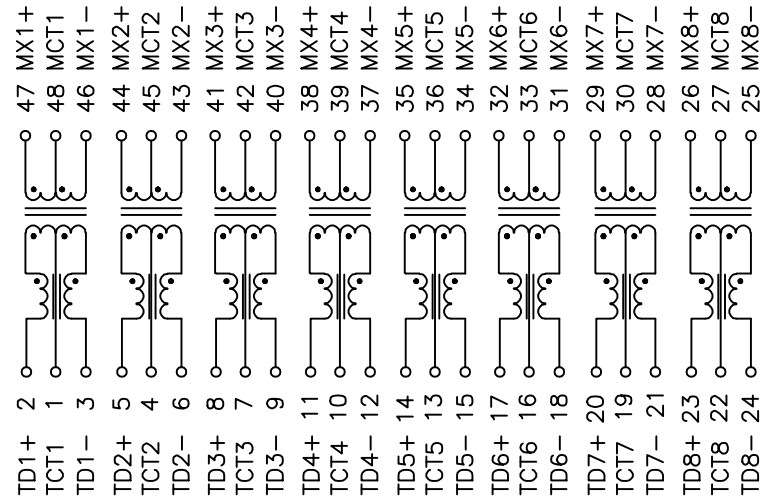 MX1+ MCT1 MX1- MX2+ MCT2 MX2- MX3+ MCT3 MX3- MX4+ MCT4 MX4- MX5+ MCT5 MX5- MX6+ MCT6 MX6- MX7+ MCT7 MX7- MX8+ MCT8 MX8-
47 48 46 44 45 43 41 42 40 38 39 37 35 36 34 32 33 31 29 30 28 26 27 25
2 1 3 5 4 6 8 7 9 11 10 12 14 13 15 17 16 18 20 19 21 23 22 24
TD1+ TCT1 TD1- TD2+ TCT2 TD2- TD3+ TCT3 TD3- TD4+ TCT4 TD4- TD5+ TCT5 TD5- TD6+ TCT6 TD6- TD7+ TCT7 TD7- TD8+ TCT8 TD8-